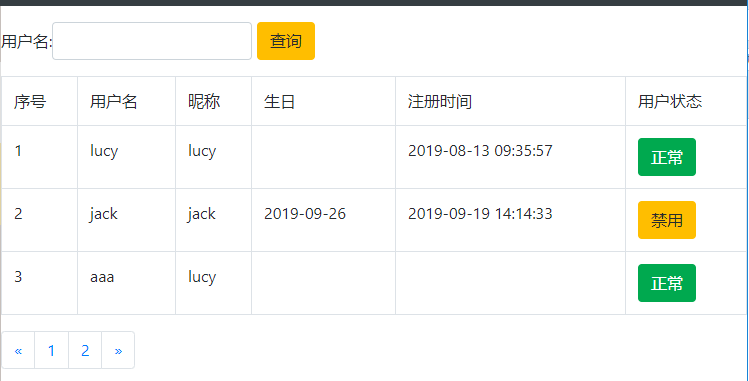 用户名: 查询
序号 用户名 昵称 生日 注册时间 用户状态
1 lucy lucy 2019-08-13 09:35:57 正常
2 jack jack 2019-09-26 2019-09-19 14:14:33 禁用
3 aaa lucy 正常
« 1 2 »